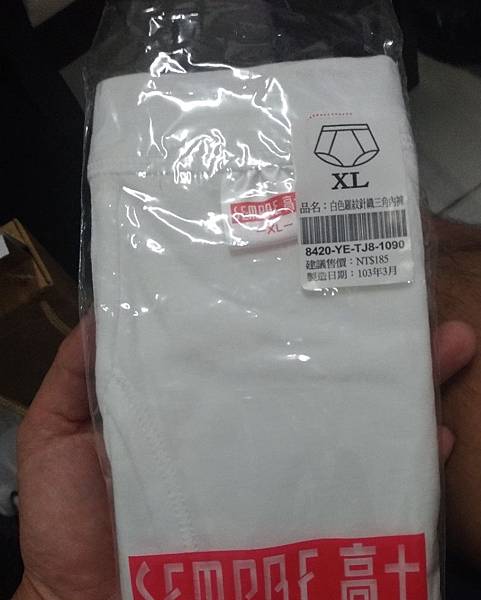 XL
品名：白色羅紋針織三角內褲
8420-YE-TJ8-1090
建議售價：NT$185
製造日期：103年3月
SEMPRE 高士
-XL-
SEMPRE 高士